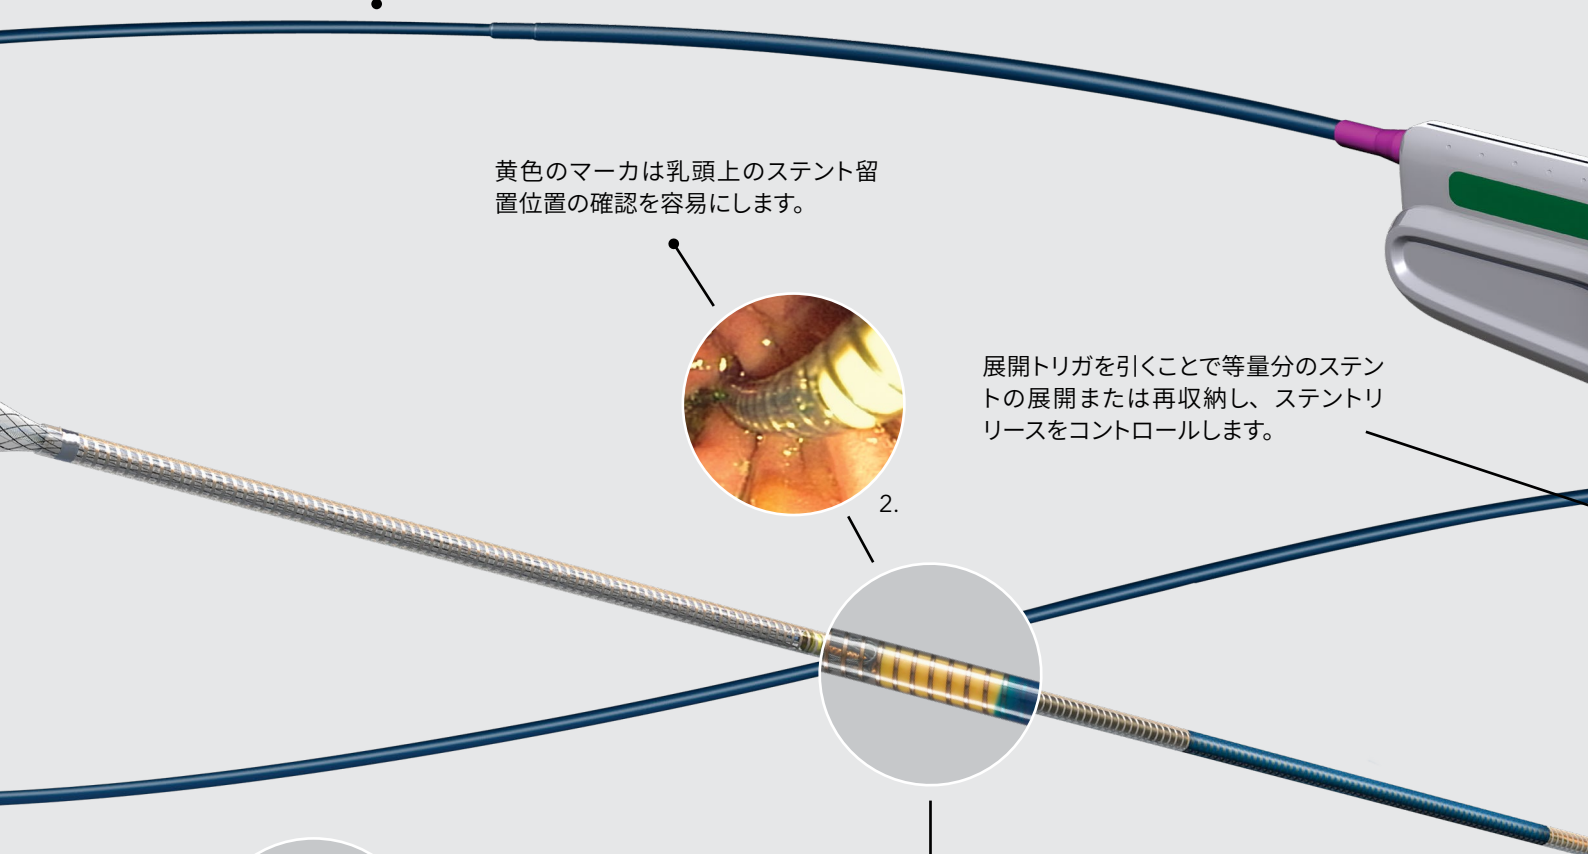 黄色のマーカは乳頭上のステント留
置位置の確認を容易にします。
展開トリガを引くことで等量分のステン
トの展開または再収納し、ステントリ
リースをコントロールします。
2.